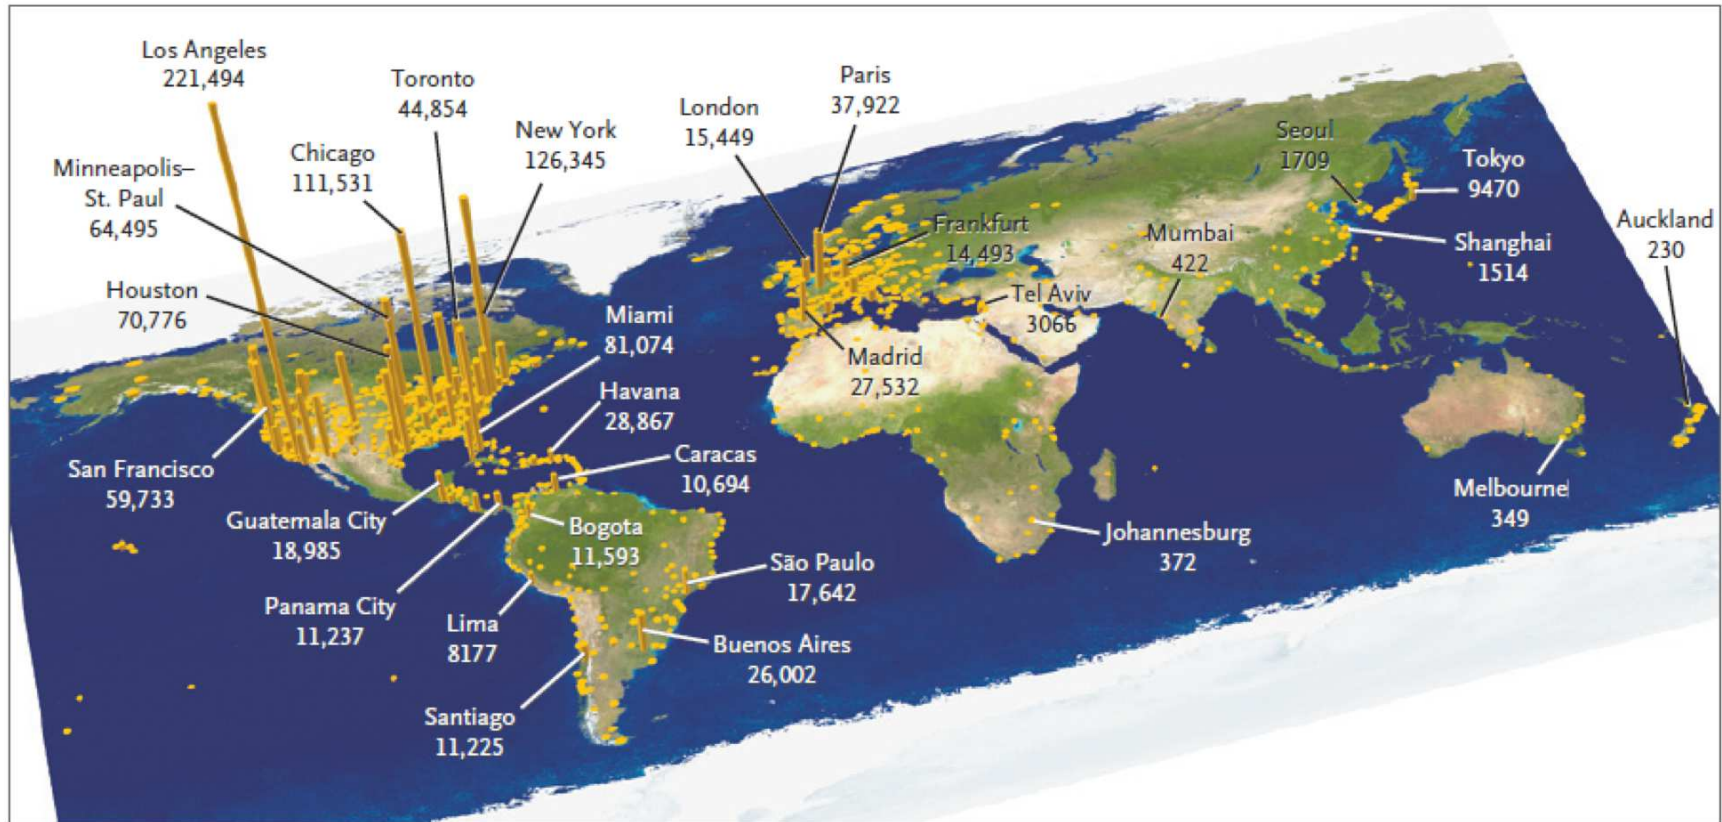 Los Angeles
221,494
Toronto
44,854
New York
126,345
Chicago
111,531
Minneapolis–
St. Paul
64,495
Houston
70,776
San Francisco
59,733
Miami
81,074
Havana
28,867
Guatemala City
18,985
Panama City
11,237
Caracas
10,694
Bogota
11,593
Lima
8177
São Paulo
17,642
Buenos Aires
26,002
Santiago
11,225
London
15,449
Paris
37,922
Frankfurt
14,493
Madrid
27,532
Tel Aviv
3066
Mumbai
422
Seoul
1709
Tokyo
9470
Shanghai
1514
Auckland
230
Melbourne
349
Johannesburg
372